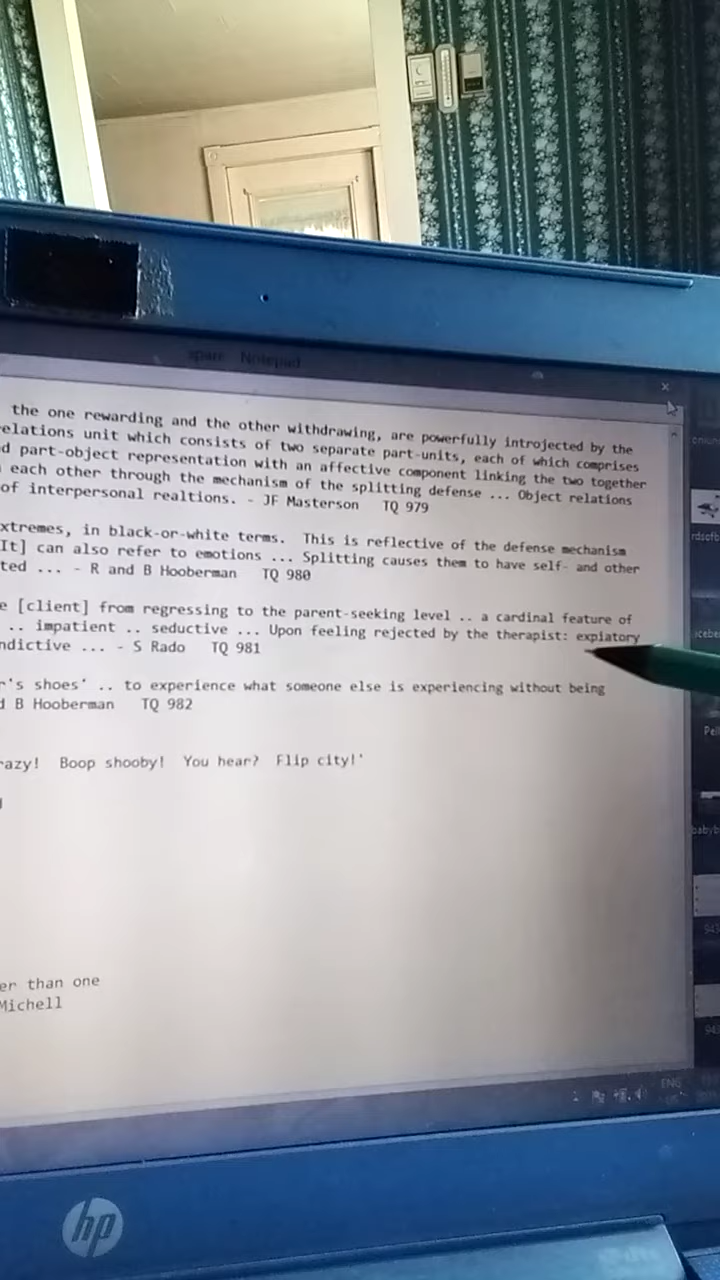 spare Notepad
the one rewarding and the other withdrawing, are powerfully introjected by the
elations unit which consists of two separate part-units, each of which comprises
d part-object representation with an affective component linking the two together
each other through the mechanism of the splitting defense ... Object relations
of interpersonal realtions. - JF Masterson TQ 979
xtremes, in black-or-white terms. This is reflective of the defense mechanism
It] can also refer to emotions ... Splitting causes them to have self- and other
ted ... - R and B Hooberman TQ 980
e [client] from regressing to the parent-seeking level .. a cardinal feature of
.. impatient .. seductive ... Upon feeling rejected by the therapist: expiatory
ndictive ... - S Rado TQ 981
r's shoes' .. to experience what someone else is experiencing without being
d B Hooberman TQ 982
razy! Boop shooby! You hear? Flip city!'
er than one
Michell
ENG
hp